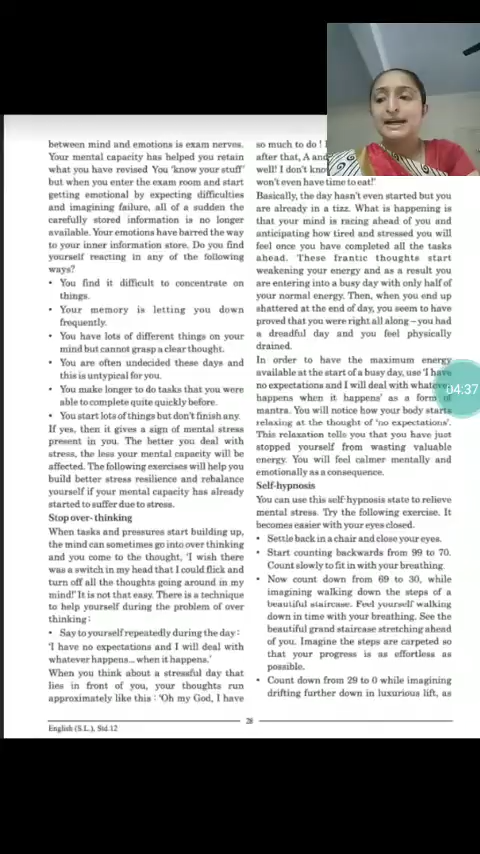 between mind and emotions is exam nerves.
Your mental capacity has helped you retain
what you have revised. You 'know your stuff'
but when you enter the exam room and start
getting emotional by expecting difficulties
and imagining failure, all of a sudden the
carefully stored information is no longer
available. Your emotions have barred the way
to your inner information store. Do you find
yourself reacting in any of the following
ways?
• You find it difficult to concentrate on
things.
• Your memory is letting you down
frequently.
• You have lots of different things on
your mind but cannot grasp a clear thought.
• You are often undecided these days and
this is untypical for you.
• You make longer to do tasks that you were
able to complete quite quickly before.
• You start lots of things but don't finish any.
If yes, then it gives a sign of mental stress
present in you. The better you deal with
stress, the less your mental capacity will be
affected. The following exercises will help you
build better stress resilience and rebalance
yourself if your mental capacity has already
started to suffer due to stress.
Stop over-thinking
When tasks and pressures start building up,
the mind can sometimes go into over thinking
and you come to the thought, 'I wish there
was a switch in my head that I could flick and
turn off all the thoughts going around in my
mind!' It is not that easy. There is a technique
to help yourself during the problem of over
thinking :
• Say to yourself repeatedly during the day :
'I have no expectations and I will deal with
whatever happens... when it happens.'
When you think about a stressful day that
lies in front of you, your thoughts run
approximately like this : 'Oh my God, I have
so much to do !
after that, A and
well! I don't
won't even have time to eat!'
Basically, the day hasn't even started but you
are already in a tizz. What is happening is
that your mind is racing ahead of you and
anticipating how tired and stressed you will
feel once you have completed all the tasks
ahead. These frantic thoughts start
weakening your energy and as a result you
are entering into a busy day with only half of
your normal energy. Then, when you end up
shattered at the end of day, you seem to have
proved that you were right all along – you had
a dreadful day and you feel physically
drained.
In order to have the maximum energy
available at the start of a busy day, use 'I have
no expectations and I will deal with whatever
happens when it happens' as a form of
mantra. You will notice how your body starts
relaxing at the thought of 'no expectations'.
This relaxation tells you that you have just
stopped yourself from wasting valuable
energy. You will feel calmer mentally and
emotionally as a consequence.
Self-hypnosis
You can use this self-hypnosis state to relieve
mental stress. Try the following exercise. It
becomes easier with your eyes closed.
• Settle back in a chair and close your eyes.
• Start counting backwards from 99 to 70.
Count slowly to fit in with your breathing.
• Now count down from 69 to 30, while
imagining walking down the steps of a
beautiful staircase. Feel yourself walking
down in time with your breathing. See the
beautiful grand staircase stretching ahead
of you. Imagine the steps are carpeted so
that your progress is as effortless as
possible.
• Count down from 29 to 0 while imagining
drifting further down in luxurious lift, as
04:37
28
English (S.L.), Std.12